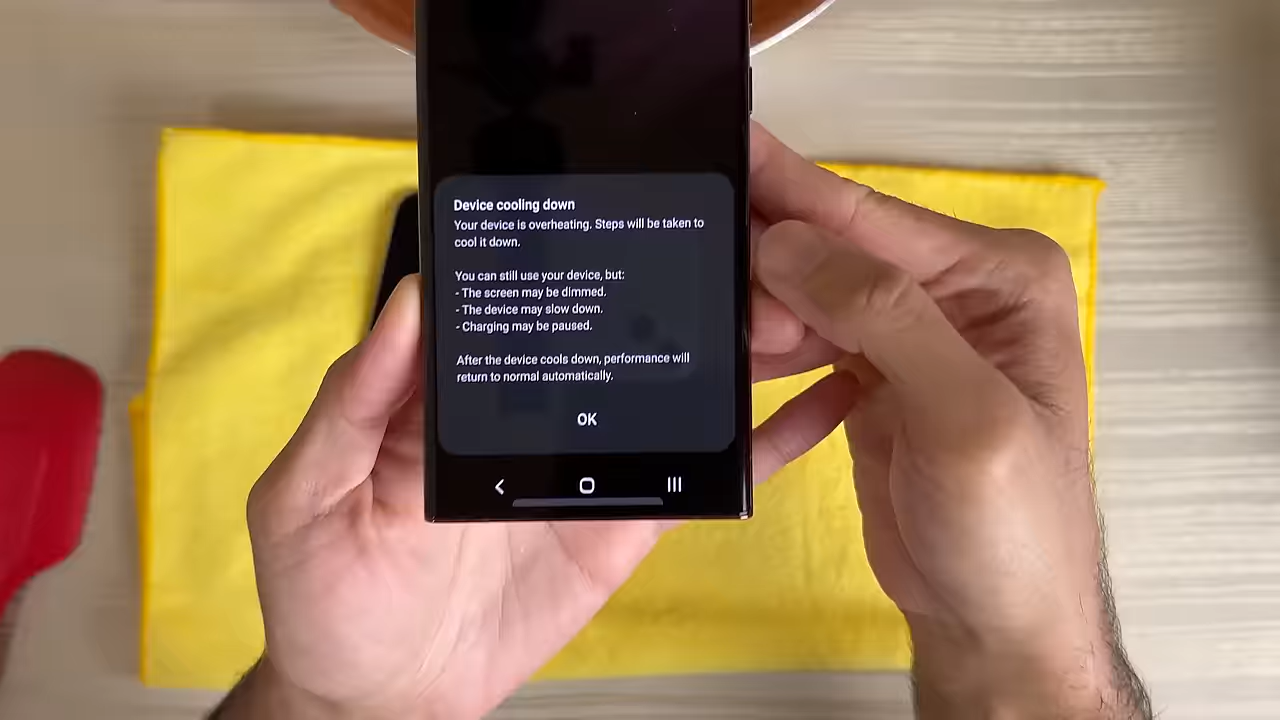 Device cooling down
Your device is overheating. Steps will be taken to
cool it down.
You can still use your device, but:
- The screen may be dimmed.
- The device may slow down.
- Charging may be paused.
After the device cools down, performance will
return to normal automatically.
OK